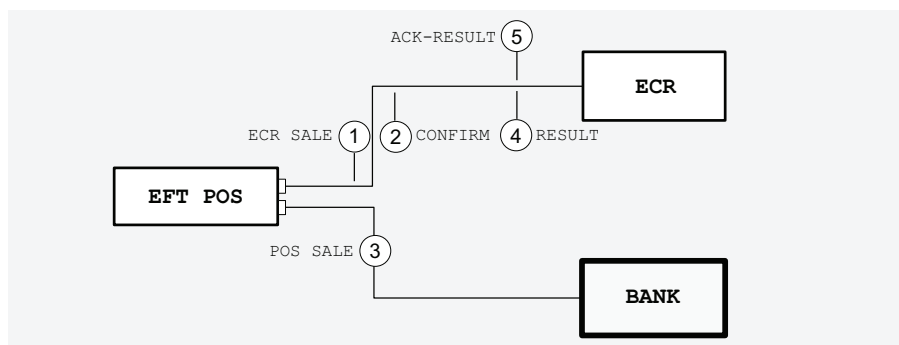 ACK-RESULT 5
ECR
ECR SALE 1 2 CONFIRM 4 RESULT
EFT POS
POS SALE 3
BANK